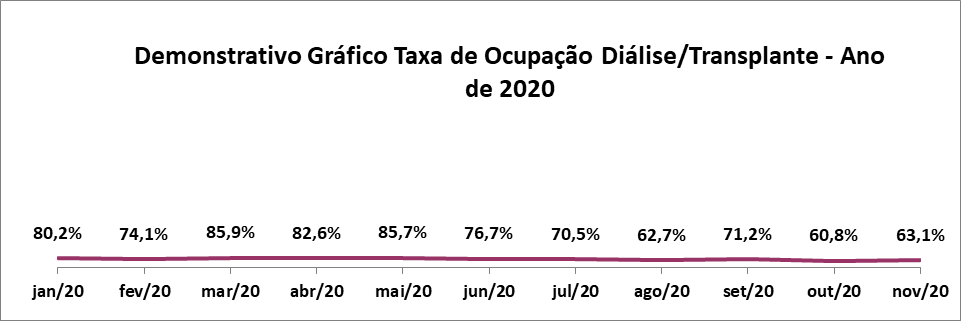 Demonstrativo Gráfico Taxa de Ocupação Diálise/Transplante - Ano
de 2020
80,2% 74,1% 85,9% 82,6% 85,7% 76,7% 70,5% 62,7% 71,2% 60,8% 63,1%
jan/20 fev/20 mar/20 abr/20 mai/20 jun/20 jul/20 ago/20 set/20 out/20 nov/20